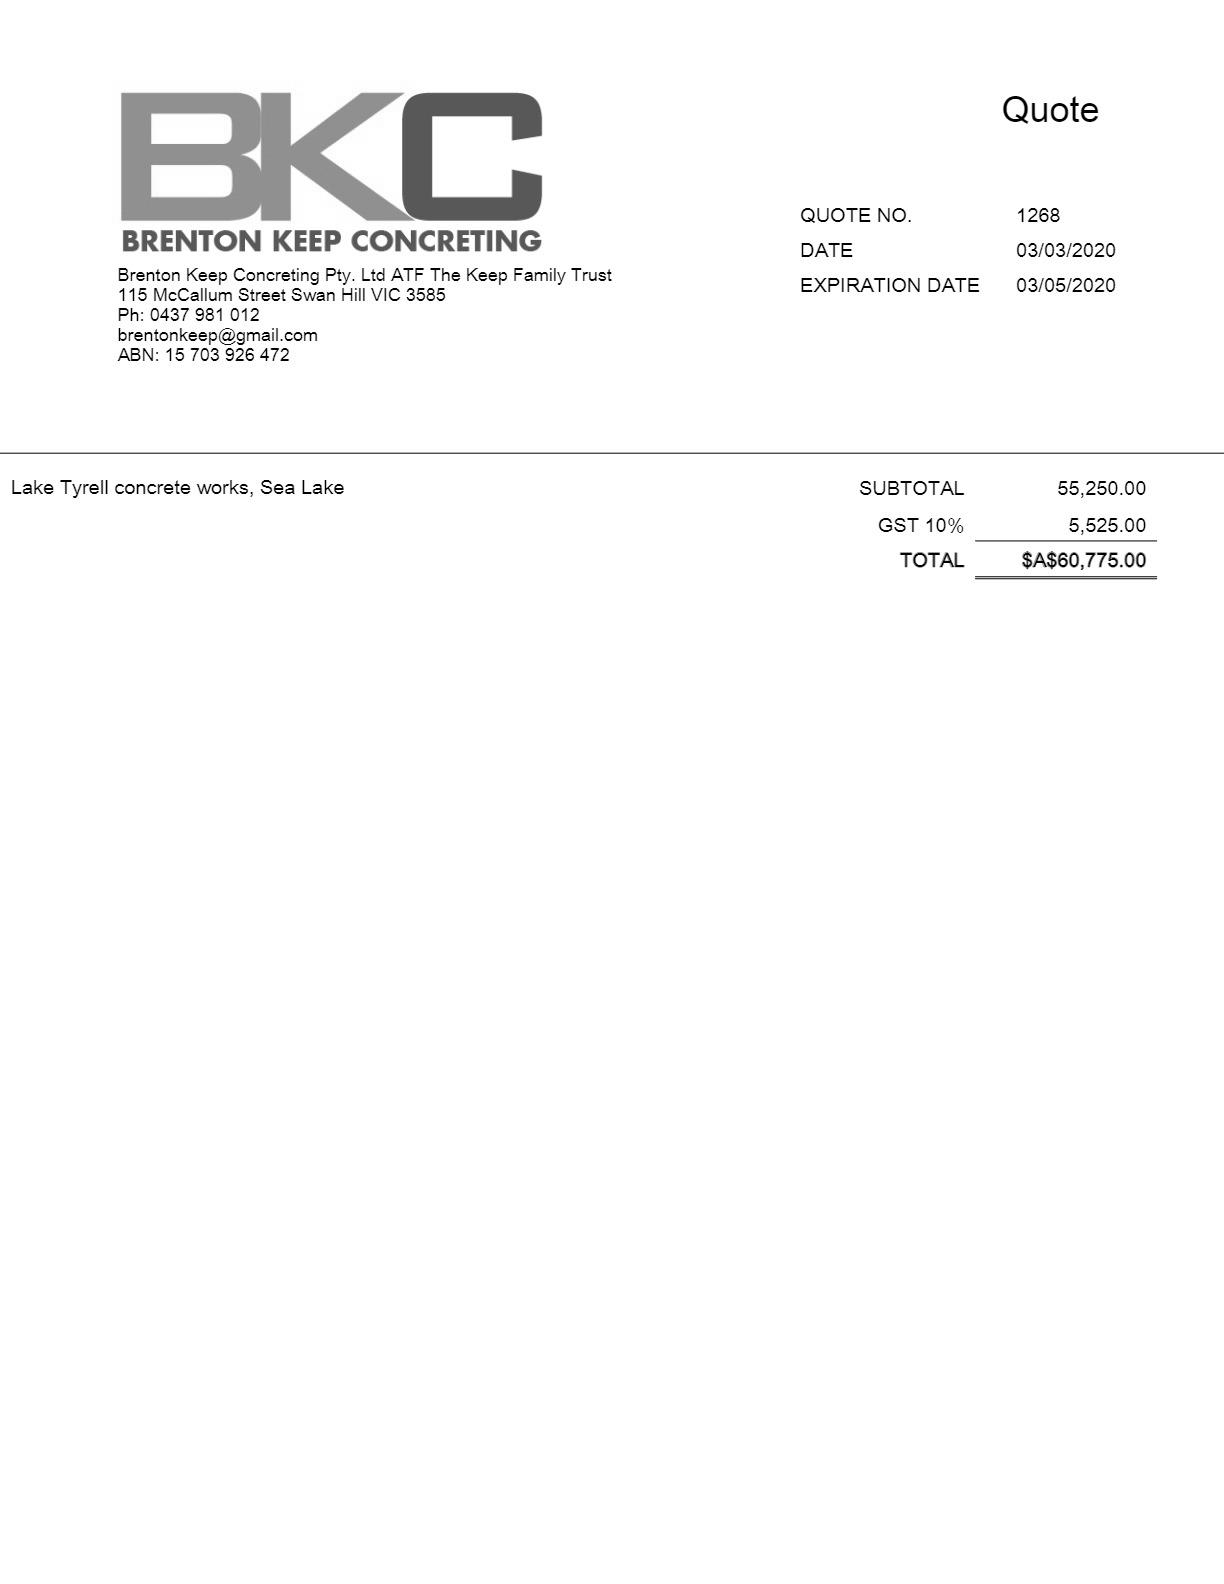 BKC
BRENTON KEEP CONCRETING
Brenton Keep Concreting Pty. Ltd ATF The Keep Family Trust
115 McCallum Street Swan Hill VIC 3585
Ph: 0437 981 012
brentonkeep@gmail.com
ABN: 15 703 926 472
Quote
QUOTE NO. 1268
DATE 03/03/2020
EXPIRATION DATE 03/05/2020
Lake Tyrell concrete works, Sea Lake
SUBTOTAL 55,250.00
GST 10% 5,525.00
TOTAL $A$60,775.00